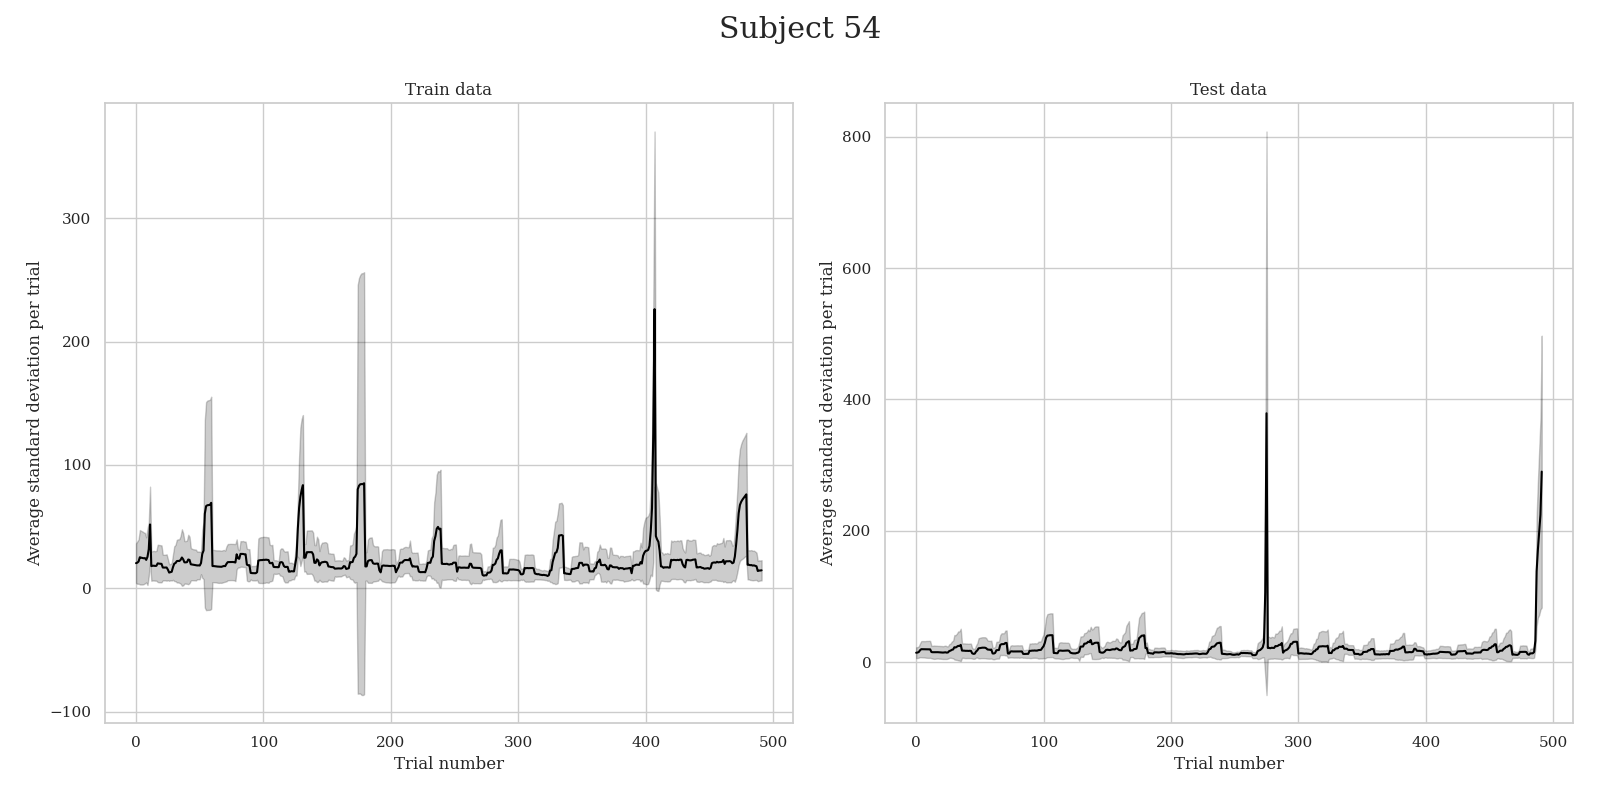 Subject 54
Train data
Average standard deviation per trial
300
200
100
0
−100
0 100 200 300 400 500
Trial number
Test data
Average standard deviation per trial
800
600
400
200
0
0 100 200 300 400 500
Trial number